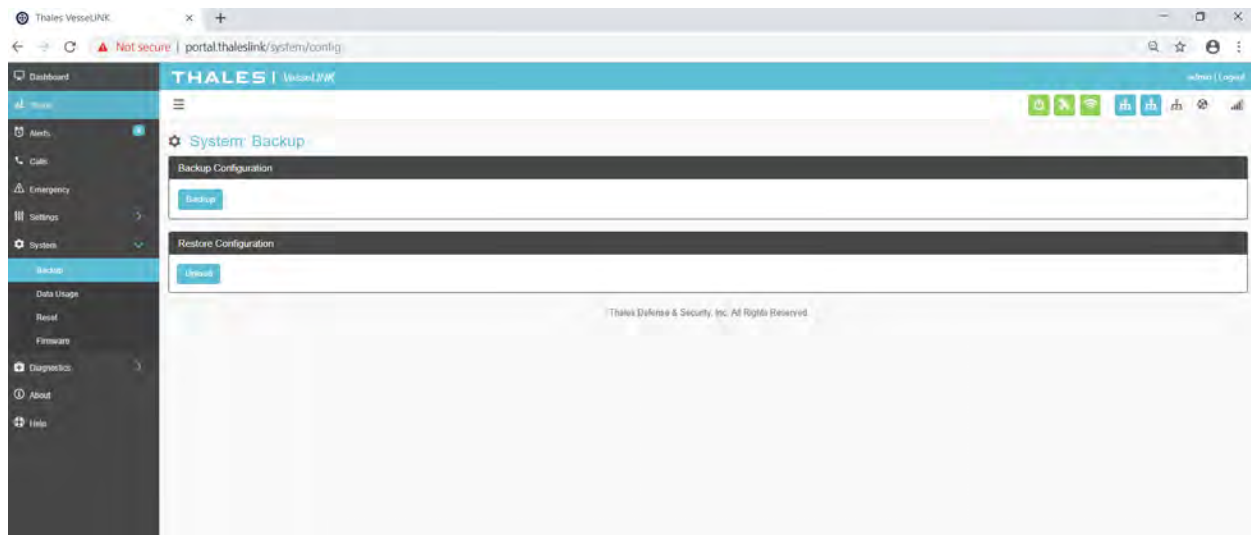 Thales VesseLINK
Not secure | portal.thaleslink/system/config
Dashboard
THALES | VesseLINK
admin | Logout
Status
Alerts
System: Backup
Calls
Backup Configuration
Emergency
Backup
Settings
System
Restore Configuration
Backup
Upload
Data Usage
Thales Defense & Security, Inc. All Rights Reserved.
Reset
Firmware
Diagnostics
About
Help